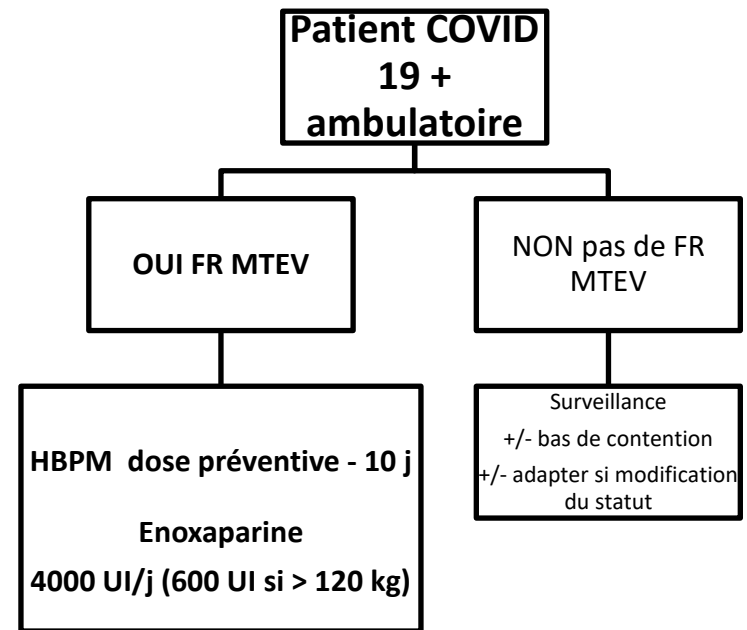 Patient COVID
19 +
ambulatoire
OUI FR MTEV
NON pas de FR
MTEV
HBPM dose préventive - 10 j
Enoxaparine
4000 UI/j (600 UI si > 120 kg)
Surveillance
+/- bas de contention
+/- adapter si modification
du statut